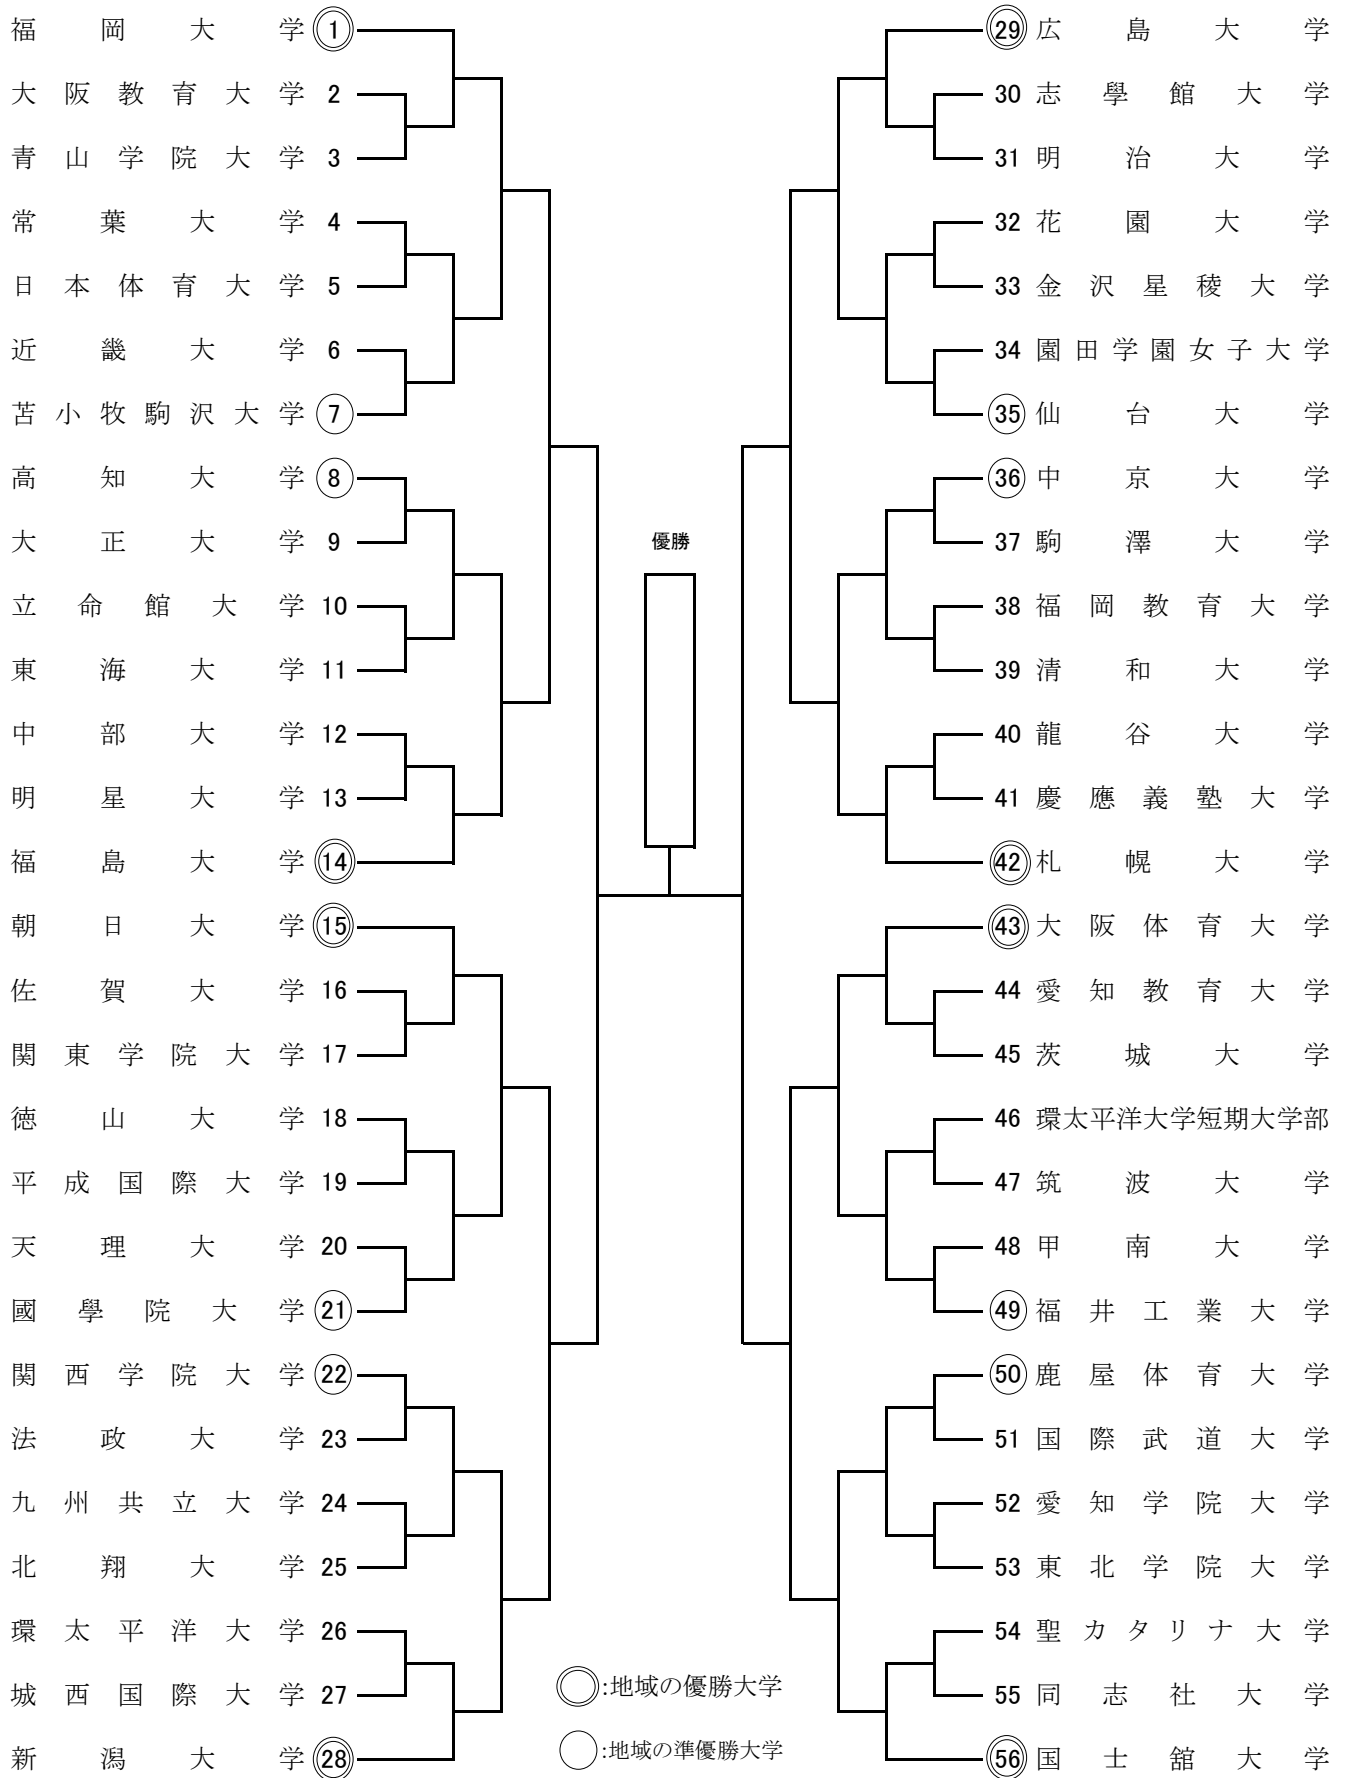 福岡大学 1
大阪教育大学 2
青山学院大学 3
常葉大学 4
日本体育大学 5
近畿大学 6
苫小牧駒沢大学 7
高知大学 8
大正大学 9
立命館大学 10
東海大学 11
中部大学 12
明星大学 13
福島大学 14
朝日大学 15
佐賀大学 16
関東学院大学 17
徳山大学 18
平成国際大学 19
天理大学 20
國學院大学 21
関西学院大学 22
法政大学 23
九州共立大学 24
北翔大学 25
環太平洋大学 26
城西国際大学 27
新潟大学 28
優勝
◎:地域の優勝大学
○:地域の準優勝大学
29 広島大学
30 志學館大学
31 明治大学
32 花園大学
33 金沢星稜大学
34 園田学園女子大学
35 仙台大学
36 中京大学
37 駒澤大学
38 福岡教育大学
39 清和大学
40 龍谷大学
41 慶應義塾大学
42 札幌大学
43 大阪体育大学
44 愛知教育大学
45 茨城大学
46 環太平洋大学短期大学部
47 筑波大学
48 甲南大学
49 福井工業大学
50 鹿屋体育大学
51 国際武道大学
52 愛知学院大学
53 東北学院大学
54 聖カタリナ大学
55 同志社大学
56 国士舘大学